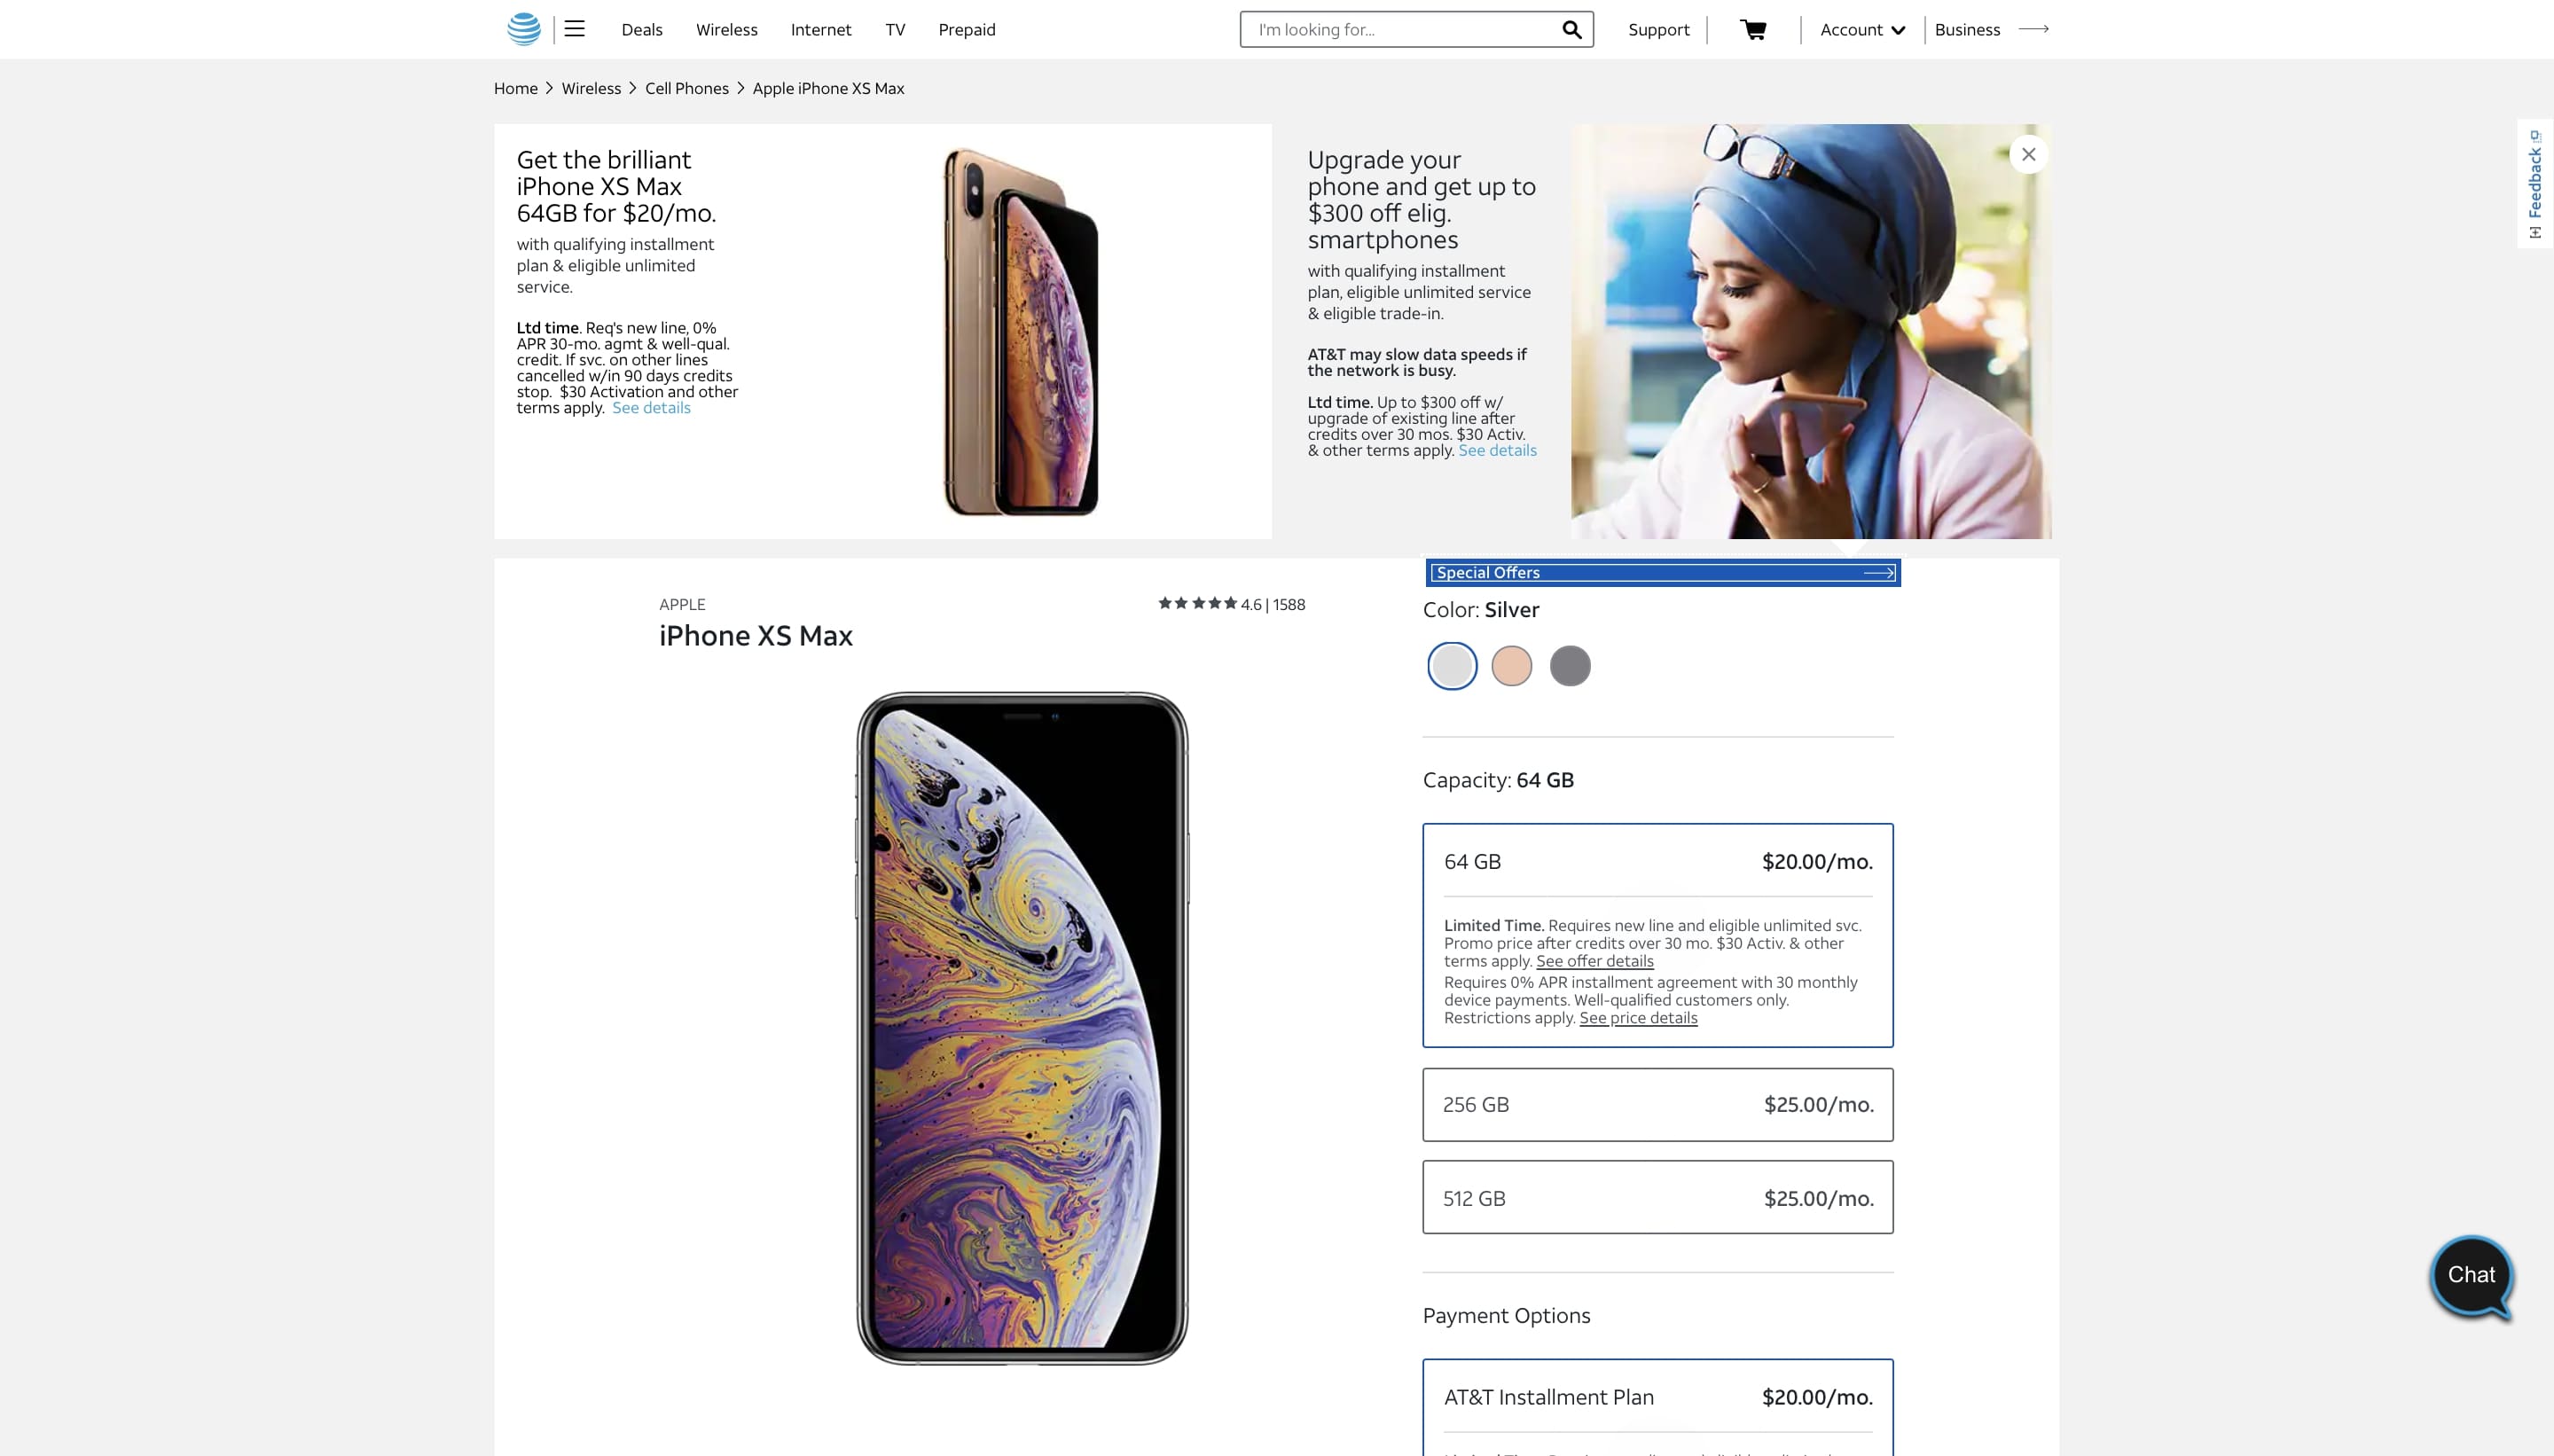 Deals Wireless Internet TV Prepaid I'm looking for... Support Account Business
Home > Wireless > Cell Phones > Apple iPhone XS Max
Get the brilliant
iPhone XS Max
64GB for $20/mo.
with qualifying installment
plan & eligible unlimited
service.
Ltd time. Req's new line, 0%
APR 30-mo. agmt & well-qual.
credit. If svc. on other lines
cancelled w/in 90 days credits
stop. $30 Activation and other
terms apply. See details
Upgrade your
phone and get up to
$300 off elig.
smartphones
with qualifying installment
plan, eligible unlimited service
& eligible trade-in.
AT&T may slow data speeds if
the network is busy.
Ltd time. Up to $300 off w/
upgrade of existing line after
credits over 30 mos. $30 Activ.
& other terms apply. See details
[+] Feedback
APPLE
iPhone XS Max
4.6 | 1588
Special Offers
Color: Silver
Capacity: 64 GB
64 GB $20.00/mo.
Limited Time. Requires new line and eligible unlimited svc.
Promo price after credits over 30 mo. $30 Activ. & other
terms apply. See offer details
Requires 0% APR installment agreement with 30 monthly
device payments. Well-qualified customers only.
Restrictions apply. See price details
256 GB $25.00/mo.
512 GB $25.00/mo.
Payment Options
AT&T Installment Plan $20.00/mo.
Chat